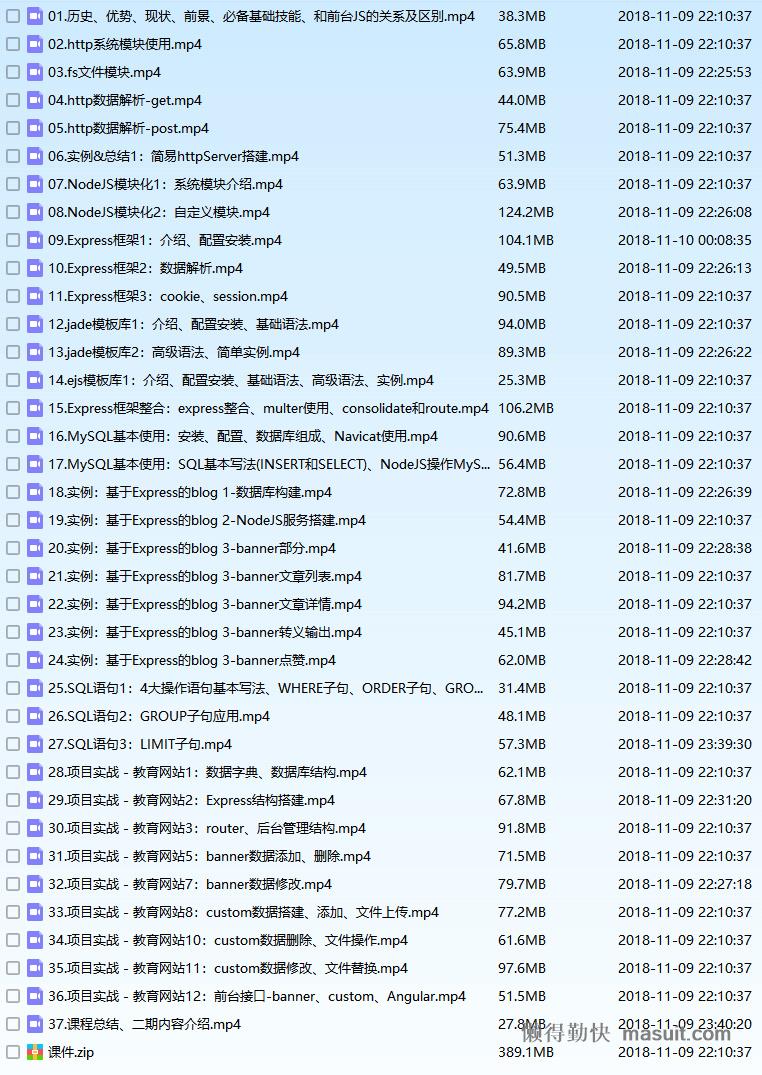 01.历史、优势、现状、前景、必备基础技能、和前台JS的关系及区别.mp4 38.3MB 2018-11-09 22:10:37
02.http系统模块使用.mp4 65.8MB 2018-11-09 22:10:37
03.fs文件模块.mp4 63.9MB 2018-11-09 22:25:53
04.http数据解析-get.mp4 44.0MB 2018-11-09 22:10:37
05.http数据解析-post.mp4 75.4MB 2018-11-09 22:10:37
06.实例&总结1：简易httpServer搭建.mp4 51.3MB 2018-11-09 22:10:37
07.NodeJS模块化1：系统模块介绍.mp4 63.9MB 2018-11-09 22:10:37
08.NodeJS模块化2：自定义模块.mp4 124.2MB 2018-11-09 22:26:08
09.Express框架1：介绍、配置安装.mp4 104.1MB 2018-11-10 00:08:35
10.Express框架2：数据解析.mp4 49.5MB 2018-11-09 22:26:13
11.Express框架3：cookie、session.mp4 90.5MB 2018-11-09 22:10:37
12.jade模板库1：介绍、配置安装、基础语法.mp4 94.0MB 2018-11-09 22:10:37
13.jade模板库2：高级语法、简单实例.mp4 89.3MB 2018-11-09 22:26:22
14.ejs模板库1：介绍、配置安装、基础语法、高级语法、实例.mp4 25.3MB 2018-11-09 22:10:37
15.Express框架整合：express整合、multer使用、consolidate和route.mp4 106.2MB 2018-11-09 22:10:37
16.MySQL基本使用：安装、配置、数据库组成、Navicat使用.mp4 90.6MB 2018-11-09 22:10:37
17.MySQL基本使用：SQL基本写法(INSERT和SELECT)、NodeJS操作MyS... 56.4MB 2018-11-09 22:10:37
18.实例：基于Express的blog 1-数据库构建.mp4 72.8MB 2018-11-09 22:26:39
19.实例：基于Express的blog 2-NodeJS服务搭建.mp4 54.4MB 2018-11-09 22:10:37
20.实例：基于Express的blog 3-banner部分.mp4 41.6MB 2018-11-09 22:28:38
21.实例：基于Express的blog 3-banner文章列表.mp4 81.7MB 2018-11-09 22:10:37
22.实例：基于Express的blog 3-banner文章详情.mp4 94.2MB 2018-11-09 22:10:37
23.实例：基于Express的blog 3-banner转义输出.mp4 45.1MB 2018-11-09 22:10:37
24.实例：基于Express的blog 3-banner点赞.mp4 62.0MB 2018-11-09 22:28:42
25.SQL语句1：4大操作语句基本写法、WHERE子句、ORDER子句、GRO... 31.4MB 2018-11-09 22:10:37
26.SQL语句2：GROUP子句应用.mp4 48.1MB 2018-11-09 22:10:37
27.SQL语句3：LIMIT子句.mp4 57.3MB 2018-11-09 23:39:30
28.项目实战 - 教育网站1：数据字典、数据库结构.mp4 62.1MB 2018-11-09 22:10:37
29.项目实战 - 教育网站2：Express结构搭建.mp4 67.8MB 2018-11-09 22:31:20
30.项目实战 - 教育网站3：router、后台管理结构.mp4 91.8MB 2018-11-09 22:10:37
31.项目实战 - 教育网站5：banner数据添加、删除.mp4 71.5MB 2018-11-09 22:10:37
32.项目实战 - 教育网站7：banner数据修改.mp4 79.7MB 2018-11-09 22:27:18
33.项目实战 - 教育网站8：custom数据搭建、添加、文件上传.mp4 77.2MB 2018-11-09 22:10:37
34.项目实战 - 教育网站10：custom数据删除、文件操作.mp4 61.6MB 2018-11-09 22:10:37
35.项目实战 - 教育网站11：custom数据修改、文件替换.mp4 97.6MB 2018-11-09 22:10:37
36.项目实战 - 教育网站12：前台接口-banner、custom、Angular.mp4 51.5MB 2018-11-09 22:10:37
37.课程总结、二期内容介绍.mp4 27.8MB 2018-11-09 23:40:20
懒得勤快 masuit.com
课件.zip 389.1MB 2018-11-09 22:10:37